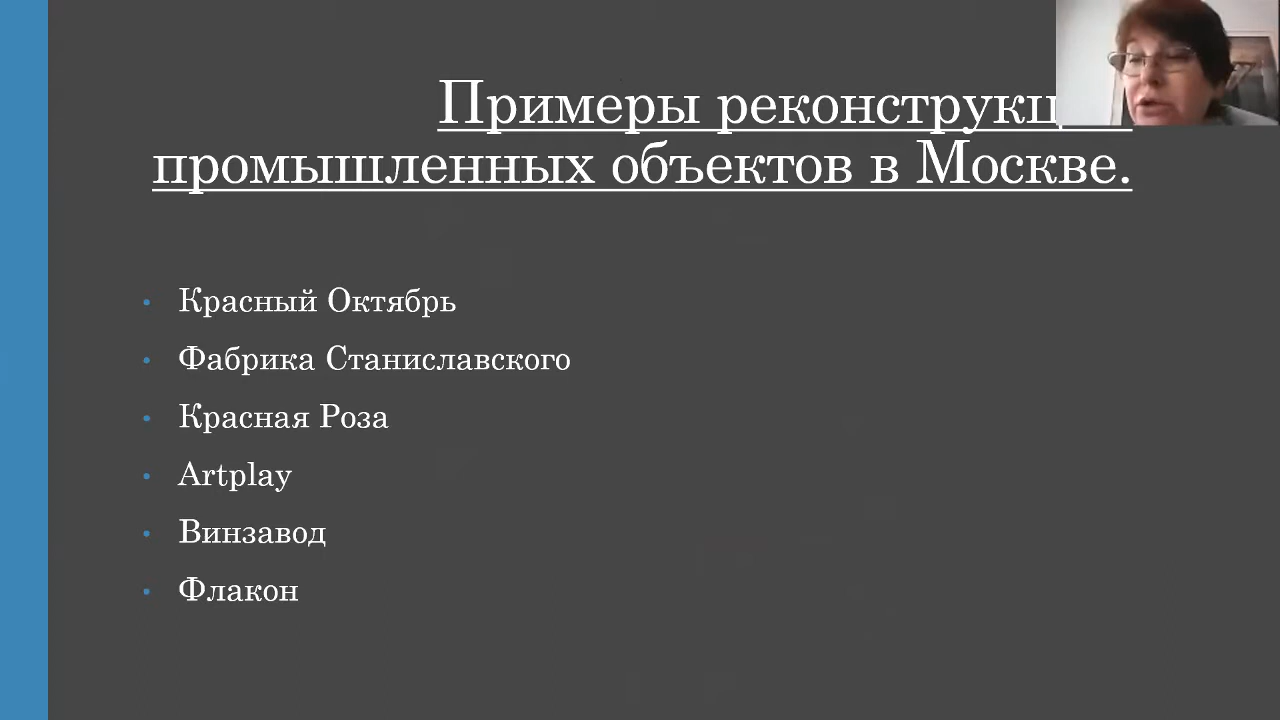 Примеры реконструкц
промышленных объектов в Москве.
• Красный Октябрь
• Фабрика Станиславского
• Красная Роза
• Artplay
• Винзавод
• Флакон